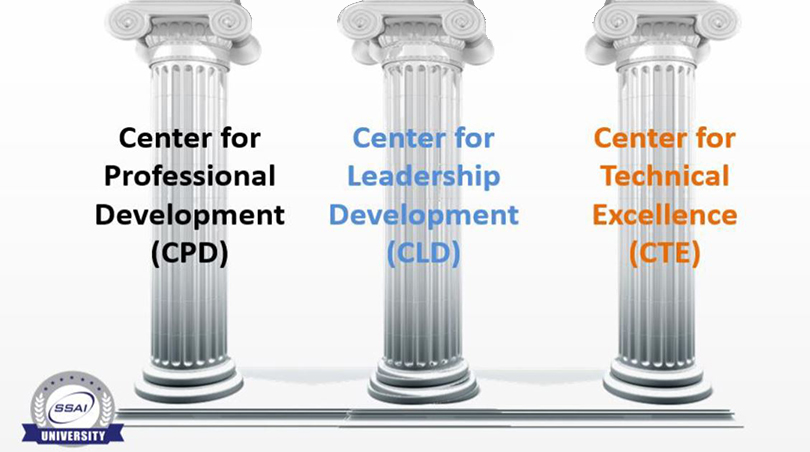 Center for
Professional
Development
(CPD)
Center for
Leadership
Development
(CLD)
Center for
Technical
Excellence
(CTE)
SSAI
UNIVERSITY